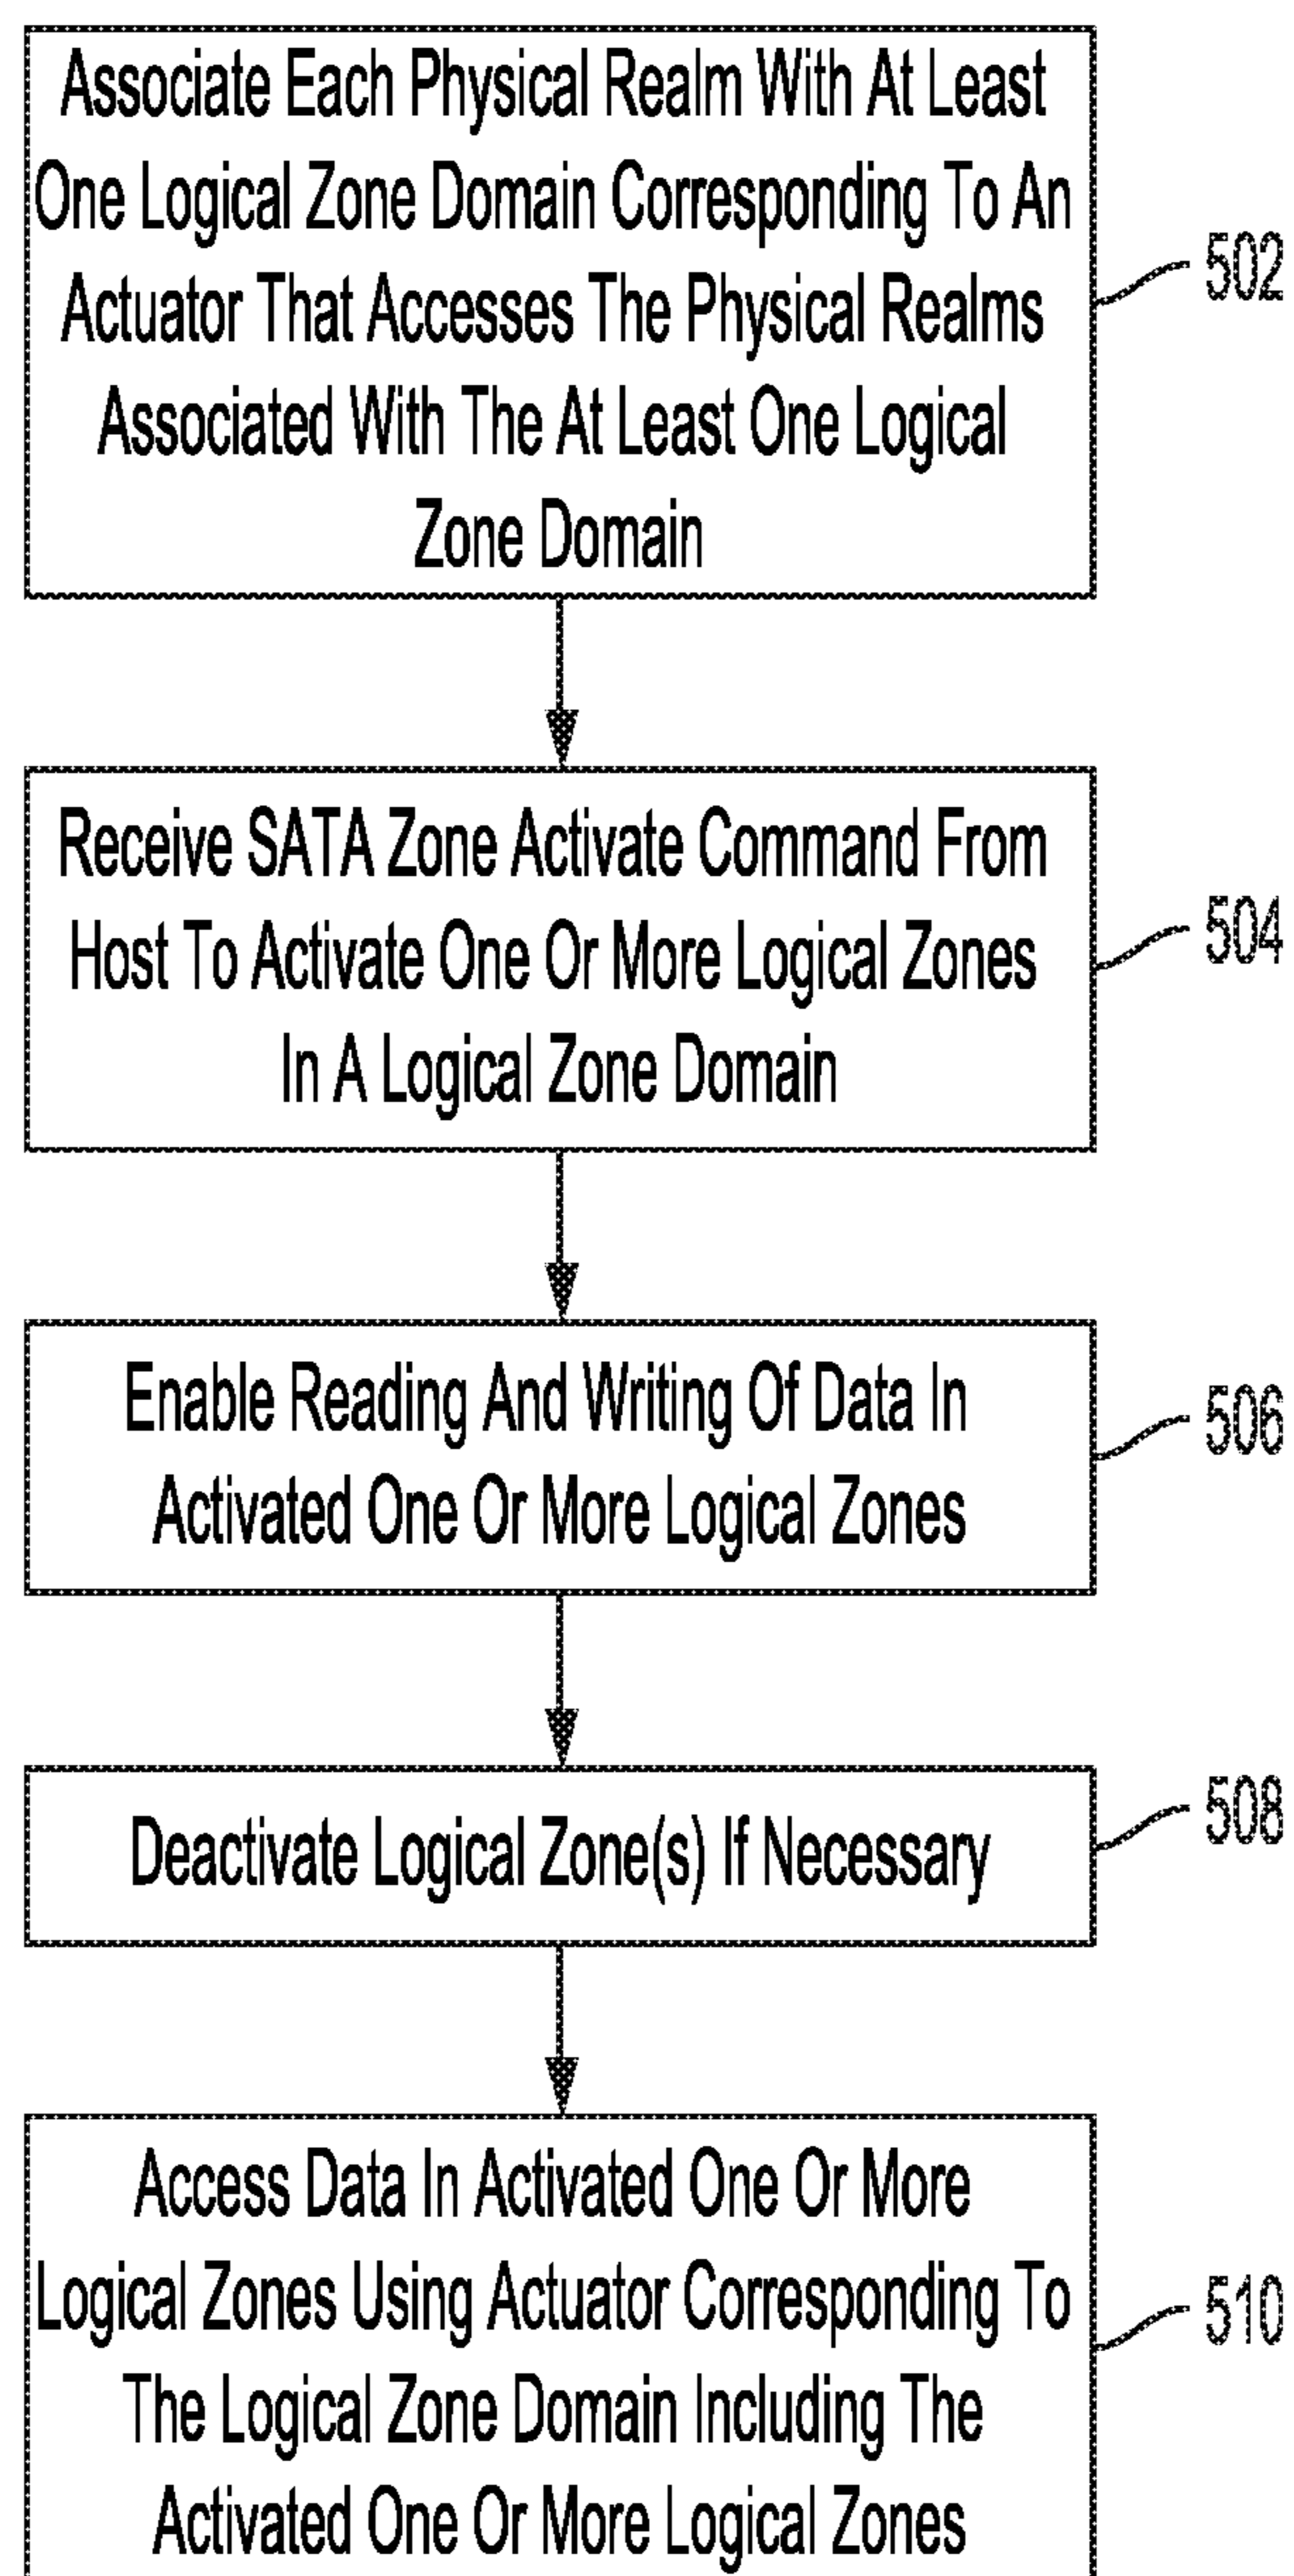 Associate Each Physical Realm With At Least
One Logical Zone Domain Corresponding To An
Actuator That Accesses The Physical Realms
Associated With The At Least One Logical
Zone Domain
502
Receive SATA Zone Activate Command From
Host To Activate One Or More Logical Zones
In A Logical Zone Domain
504
Enable Reading And Writing Of Data In
Activated One Or More Logical Zones
506
Deactivate Logical Zone(s) If Necessary
508
Access Data In Activated One Or More
Logical Zones Using Actuator Corresponding To
The Logical Zone Domain Including The
Activated One Or More Logical Zones
510